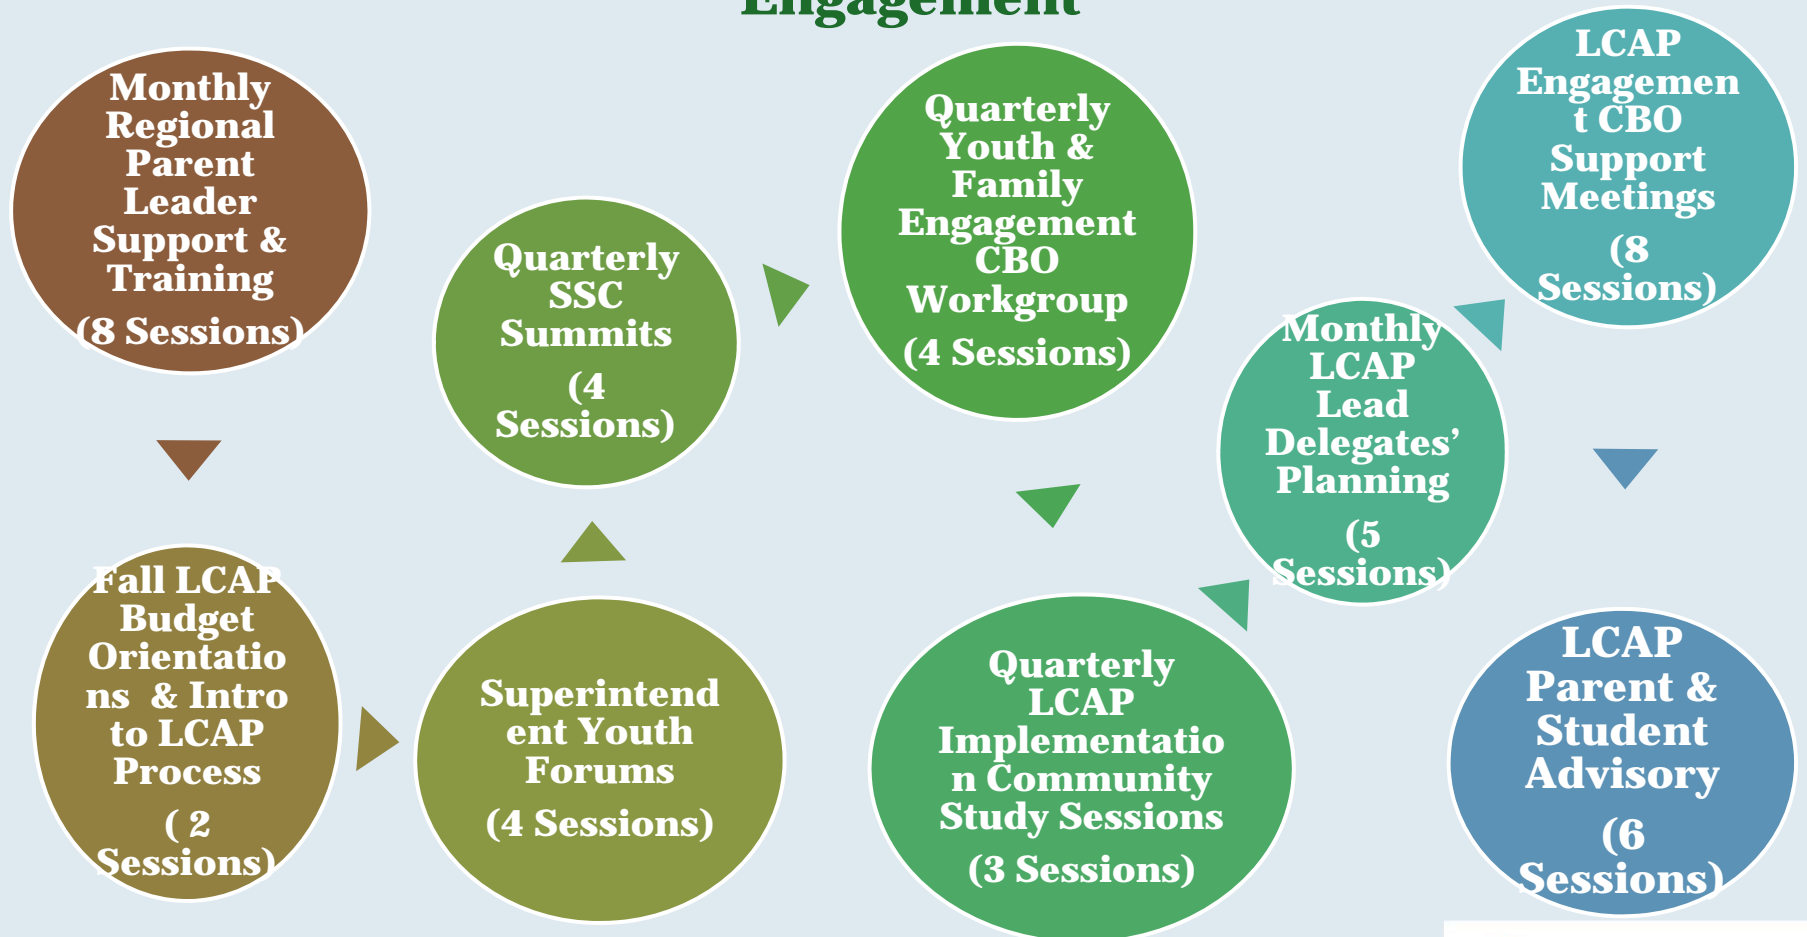 Engagement
Monthly
Regional
Parent
Leader
Support &
Training
(8 Sessions)
Fall LCAP
Budget
Orientatio
ns & Intro
to LCAP
Process
( 2
Sessions)
Superintend
ent Youth
Forums
(4 Sessions)
Quarterly
SSC
Summits
(4
Sessions)
Quarterly
Youth &
Family
Engagement
CBO
Workgroup
(4 Sessions)
Quarterly
LCAP
Implementatio
n Community
Study Sessions
(3 Sessions)
Monthly
LCAP
Lead
Delegates’
Planning
(5
Sessions)
LCAP
Engagemen
t CBO
Support
Meetings
(8
Sessions)
LCAP
Parent &
Student
Advisory
(6
Sessions)